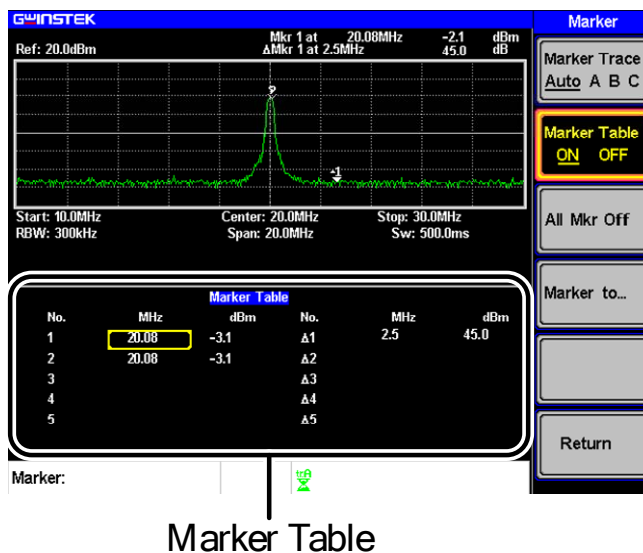 GWINSTEK
Marker
Mkr 1 at 20.08MHz -2.1 dBm
Ref: 20.0dBm
ΔMkr 1 at 2.5MHz 45.0 dB
Marker Trace
Auto A B C
2
Marker Table
ON OFF
1
Start: 10.0MHz Center: 20.0MHz Stop: 30.0MHz
RBW: 300kHz Span: 20.0MHz Sw: 500.0ms
All Mkr Off
Marker to...
Marker Table
No. MHz dBm No. MHz dBm
1 20.08 -3.1 Δ1 2.5 45.0
2 20.08 -3.1 Δ2
3 Δ3
4 Δ4
5 Δ5
Return
Marker:
trA
Marker Table